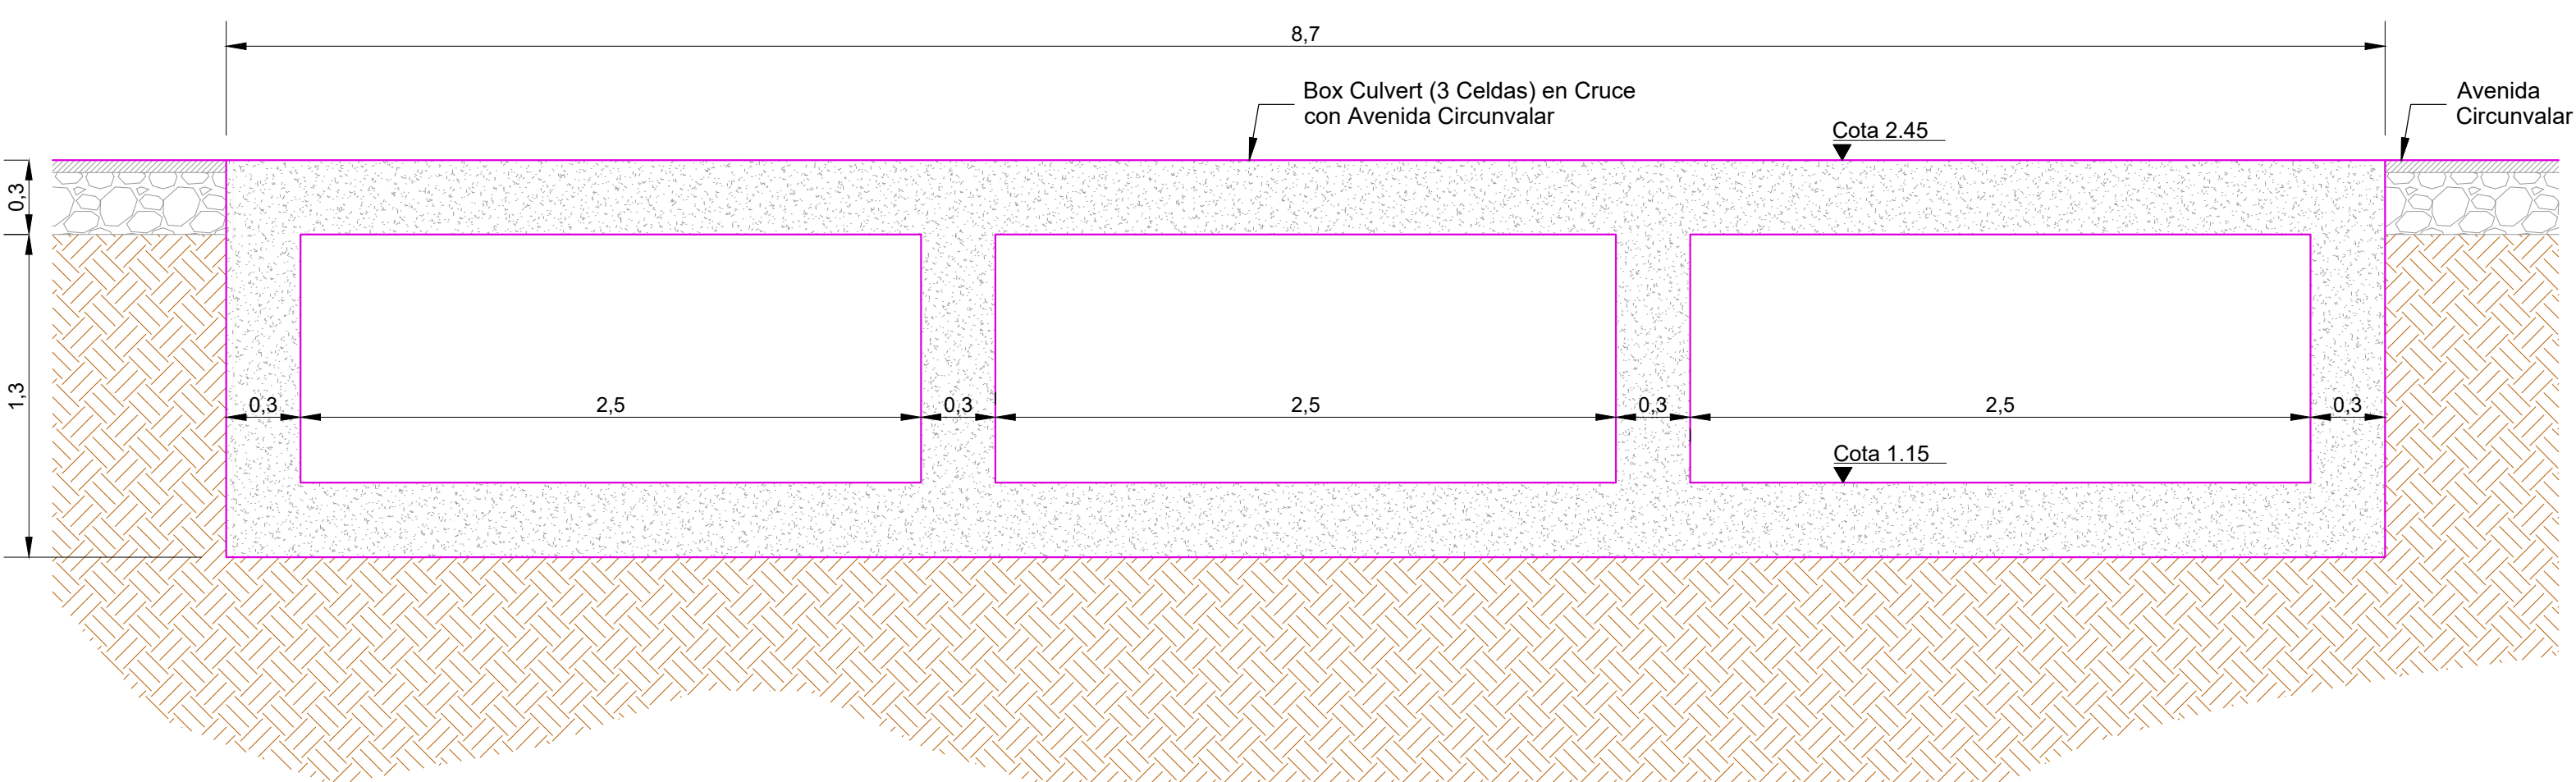 8,7
Box Culvert (3 Celdas) en Cruce
con Avenida Circunvalar
Avenida
Circunvalar
Cota 2.45
0,3
1,3
0,3
2,5
0,3
2,5
0,3
2,5
0,3
Cota 1.15